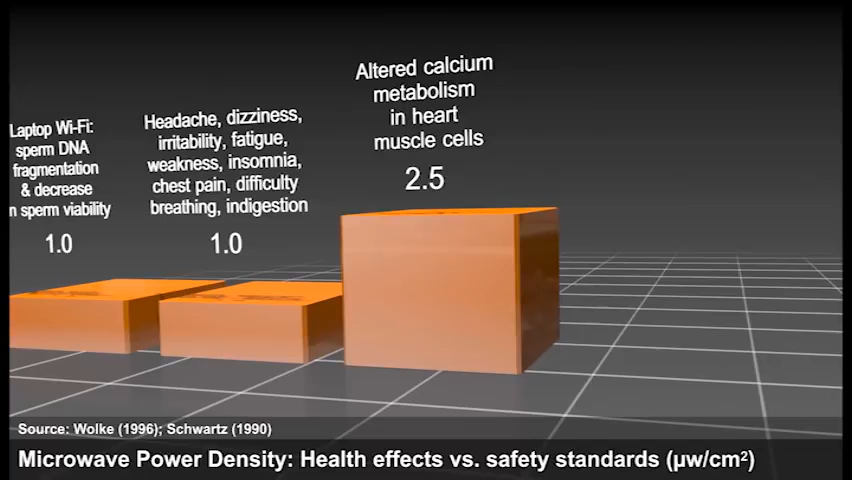 Laptop Wi-Fi:
sperm DNA
fragmentation
& decrease
n sperm viability
1.0
Headache, dizziness,
irritability, fatigue,
weakness, insomnia,
chest pain, difficulty
breathing, indigestion
1.0
Altered calcium
metabolism
in heart
muscle cells
2.5
Source: Wolke (1996); Schwartz (1990)
Microwave Power Density: Health effects vs. safety standards (µw/cm²)